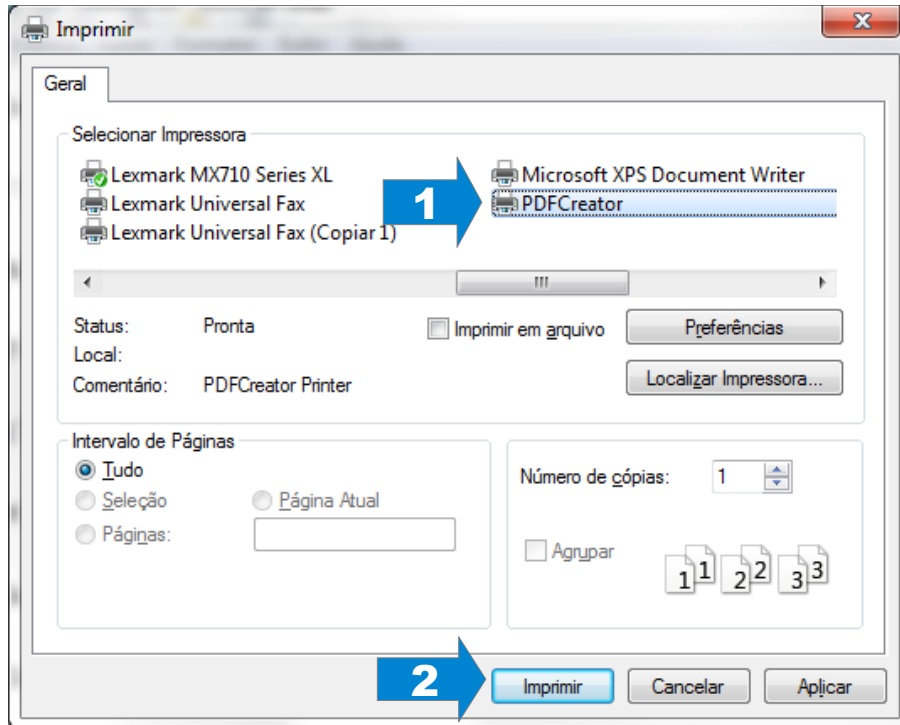 Imprimir
Geral
Selecionar Impressora
Lexmark MX710 Series XL
Microsoft XPS Document Writer
Lexmark Universal Fax
1
PDFCreator
Lexmark Universal Fax (Copiar 1)
Status: Pronta
Imprimir em arquivo
Preferências
Local:
Comentário: PDFCreator Printer
Localizar Impressora...
Intervalo de Páginas
Tudo
Seleção
Página Atual
Páginas:
Número de cópias: 1
Agrupar
1 1 2 2 3 3
2
Imprimir
Cancelar
Aplicar